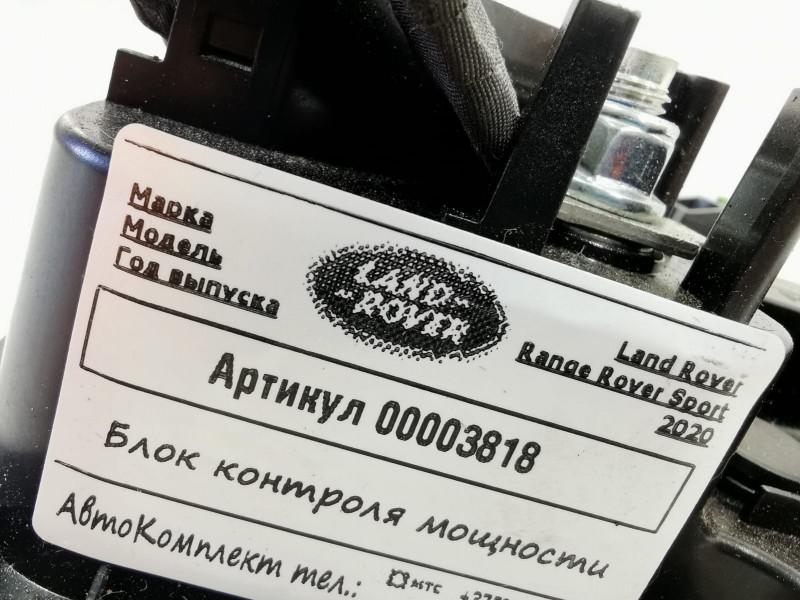 Марка
Модель
Год выпуска
LAND
ROVER
Land Rover
Range Rover Sport
2020
Артикул 00003818
Блок контроля мощности
АвтоКомплект тел.: мтс